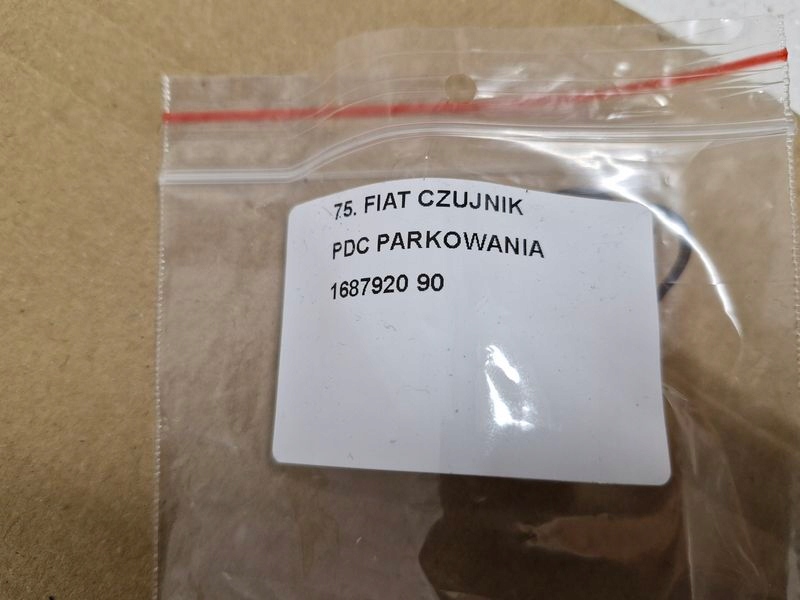 75. FIAT CZUJNIK
PDC PARKOWANIA
1687920 90